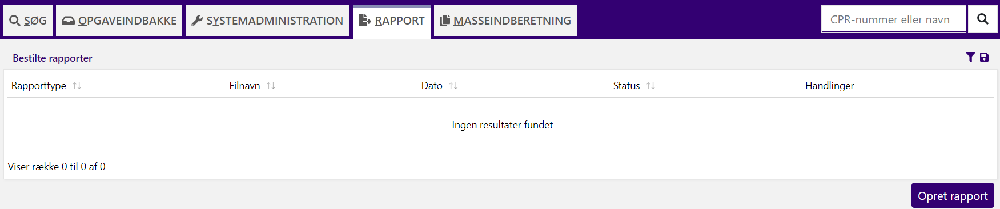 SØG OPGAVEINDBAKKE SYSTEMADMINISTRATION RAPPORT MASSEINDBERETNING CPR-nummer eller navn
Bestilte rapporter
Rapporttype Filnavn Dato Status Handlinger
Ingen resultater fundet
Viser række 0 til 0 af 0
Opret rapport